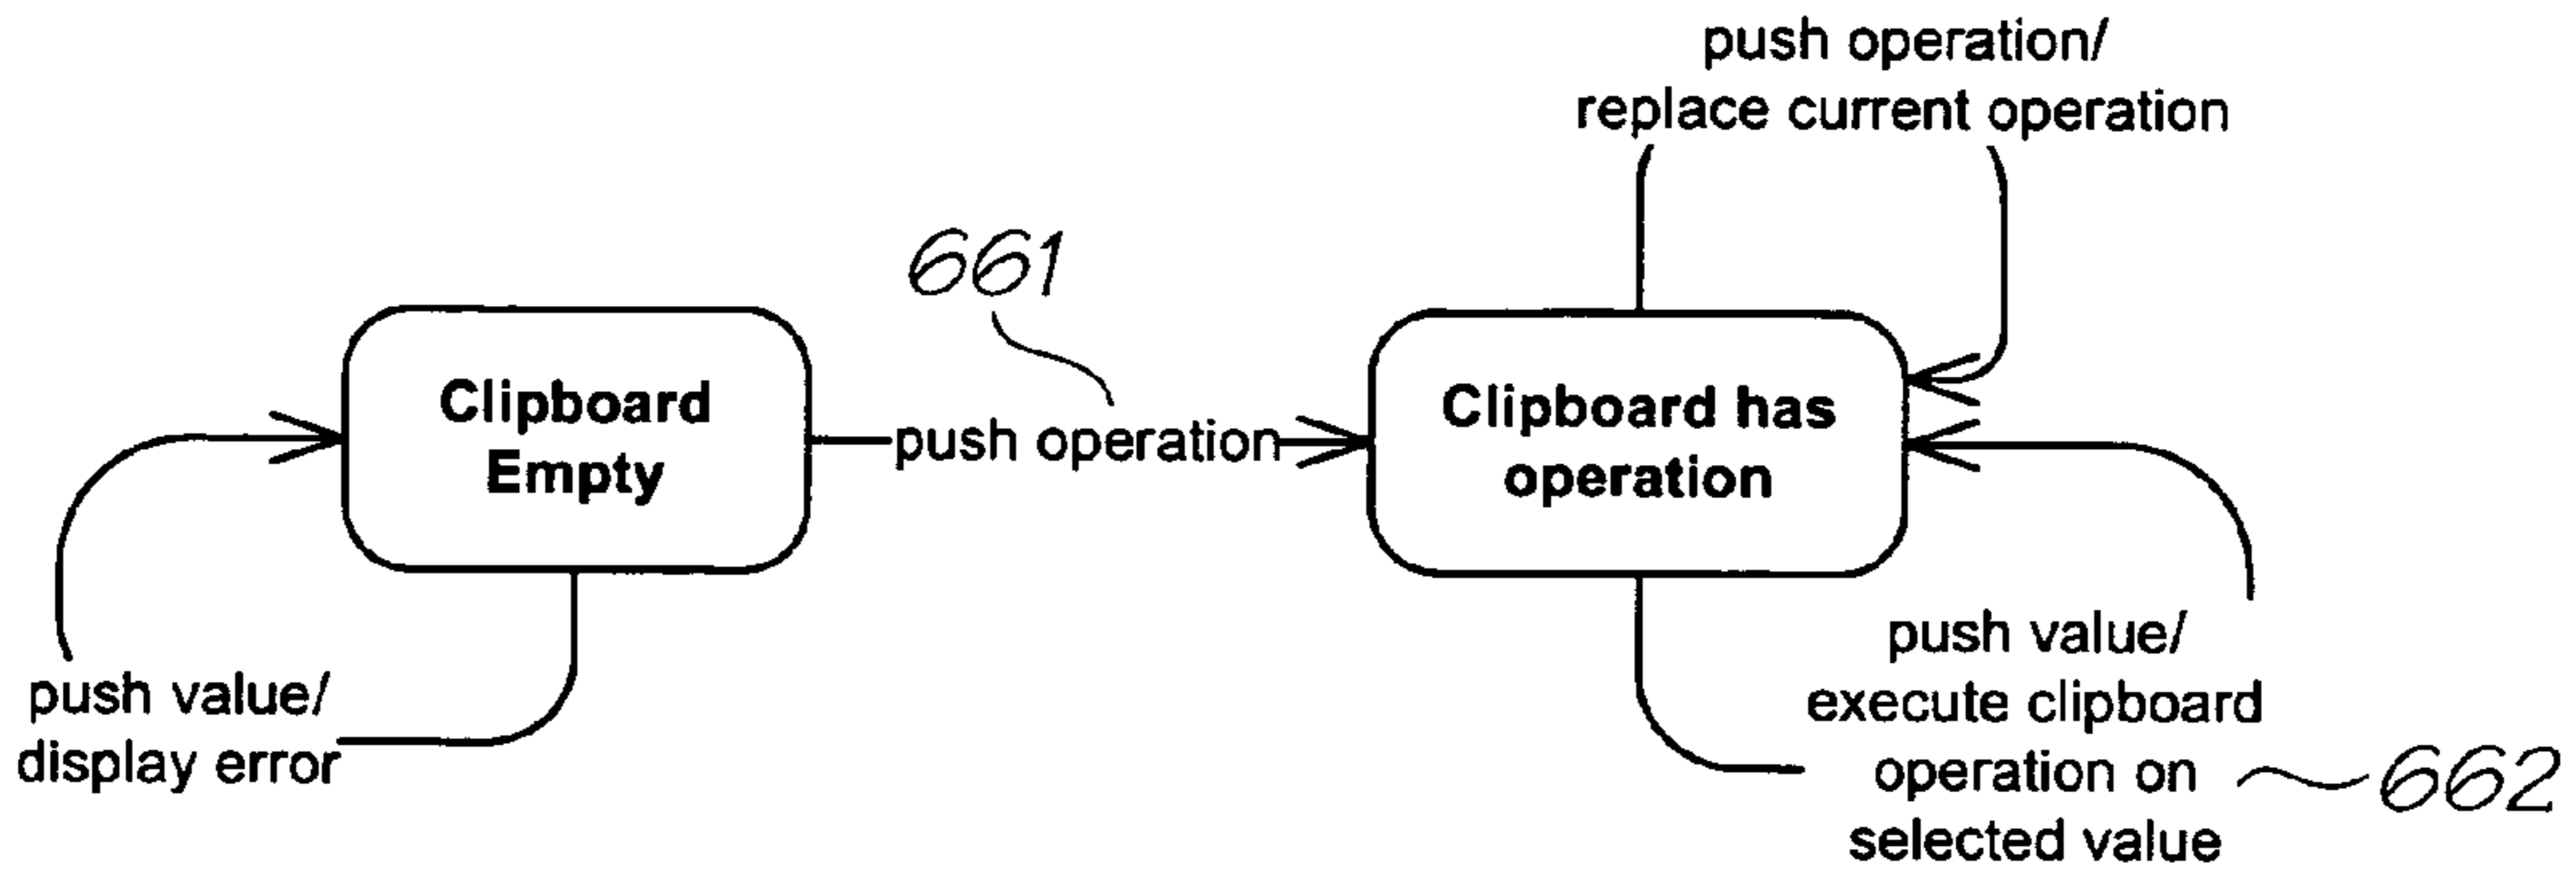 push operation/
replace current operation
661
Clipboard
Empty
push operation
Clipboard has
operation
push value/
display error
push value/
execute clipboard
operation on
selected value
662